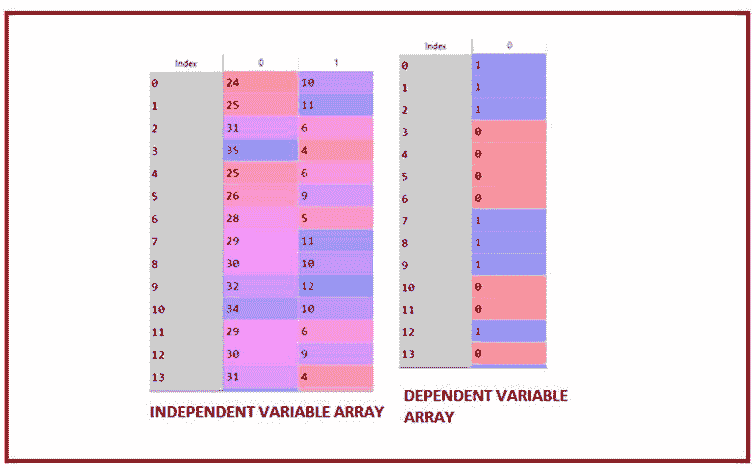 Index 0 1
0 24 10
1 25 11
2 31 6
3 35 4
4 25 6
5 26 9
6 28 5
7 29 11
8 30 10
9 32 12
10 34 10
11 29 6
12 30 9
13 31 4
INDEPENDENT VARIABLE ARRAY
Index 0
0 1
1 1
2 1
3 0
4 0
5 0
6 0
7 1
8 1
9 1
10 0
11 0
12 1
13 0
DEPENDENT VARIABLE
ARRAY